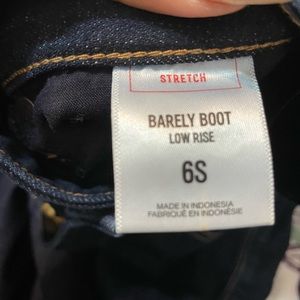 STRETCH
BARELY BOOT
LOW RISE
6S
MADE IN INDONESIA
FABRIQUÉ EN INDONÉSIE